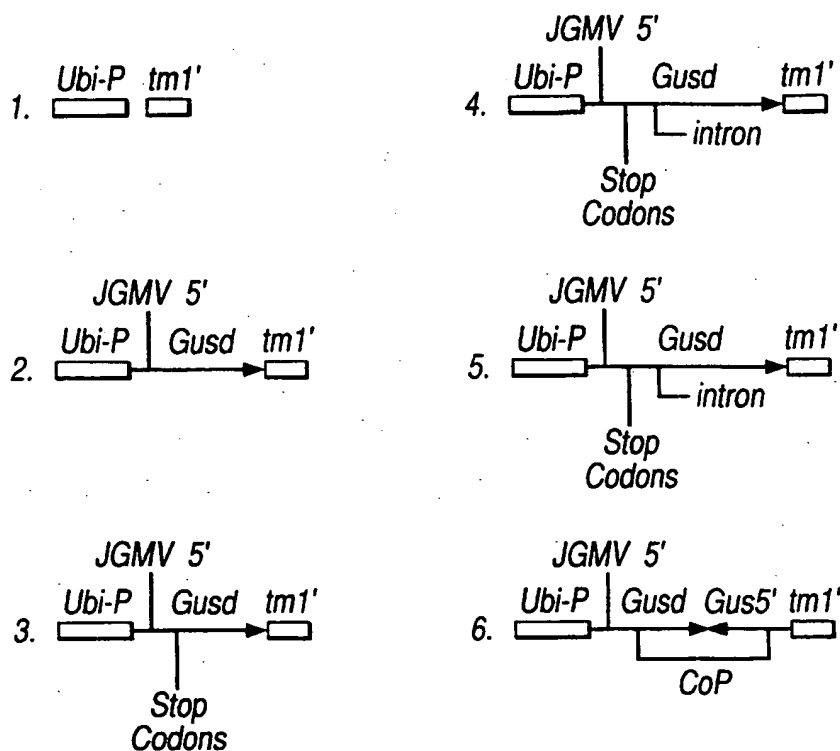 1. Ubi-P tm1'
2. Ubi-P JGMV 5' Gusd tm1'
3. Ubi-P JGMV 5' Gusd tm1'
Stop
Codons
4. Ubi-P JGMV 5' Gusd tm1'
intron
Stop
Codons
5. Ubi-P JGMV 5' Gusd tm1'
intron
Stop
Codons
6. Ubi-P JGMV 5' Gusd Gus5' tm1'
CoP